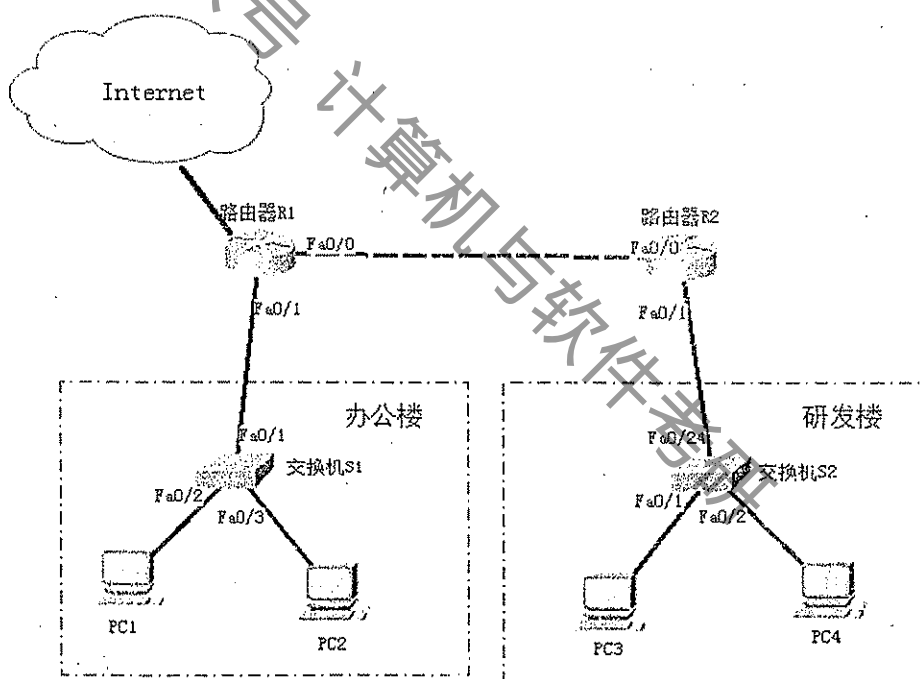 号 计算机与软件考研
Internet
路由器R1
路由器R2
Fa0/0
Fa0/0
Fa0/1
Fa0/1
办公楼
研发楼
Fa0/1
Fa0/24
交换机S1
交换机S2
Fa0/2
Fa0/3
Fa0/1
Fa0/2
PC1
PC2
PC3
PC4